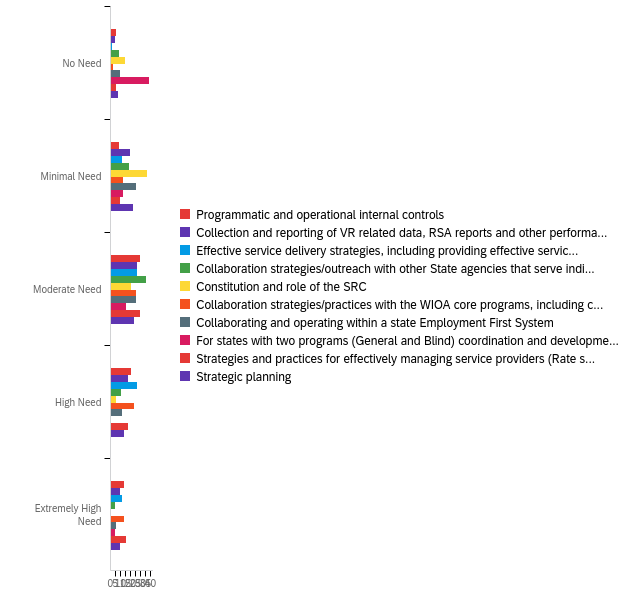 No Need
Minimal Need
Moderate Need
High Need
Extremely High
Need
Programmatic and operational internal controls
Collection and reporting of VR related data, RSA reports and other performa...
Effective service delivery strategies, including providing effective servic...
Collaboration strategies/outreach with other State agencies that serve indi...
Constitution and role of the SRC
Collaboration strategies/practices with the WIOA core programs, including c...
Collaborating and operating within a state Employment First System
For states with two programs (General and Blind) coordination and developme...
Strategies and practices for effectively managing service providers (Rate s...
Strategic planning